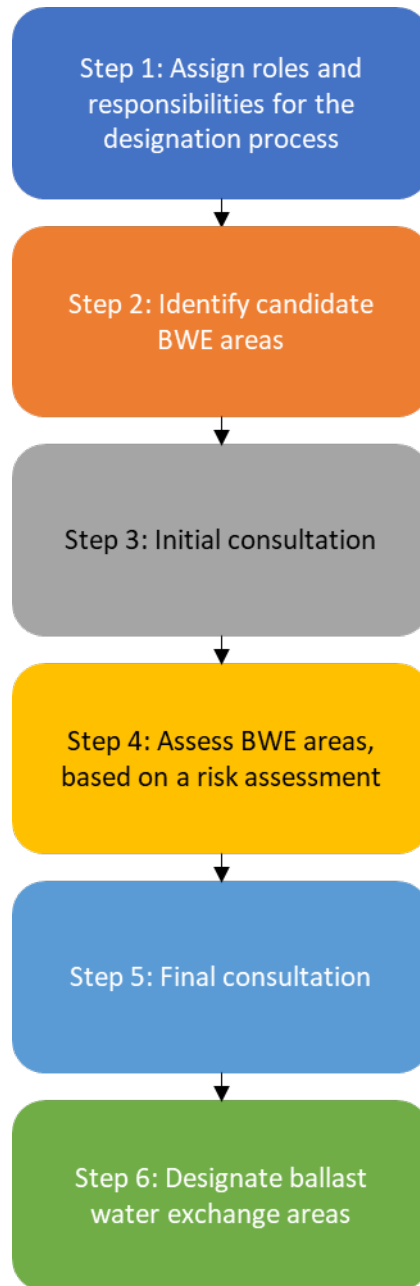 Step 1: Assign roles and
responsibilities for the
designation process
Step 2: Identify candidate
BWE areas
Step 3: Initial consultation
Step 4: Assess BWE areas,
based on a risk assessment
Step 5: Final consultation
Step 6: Designate ballast
water exchange areas